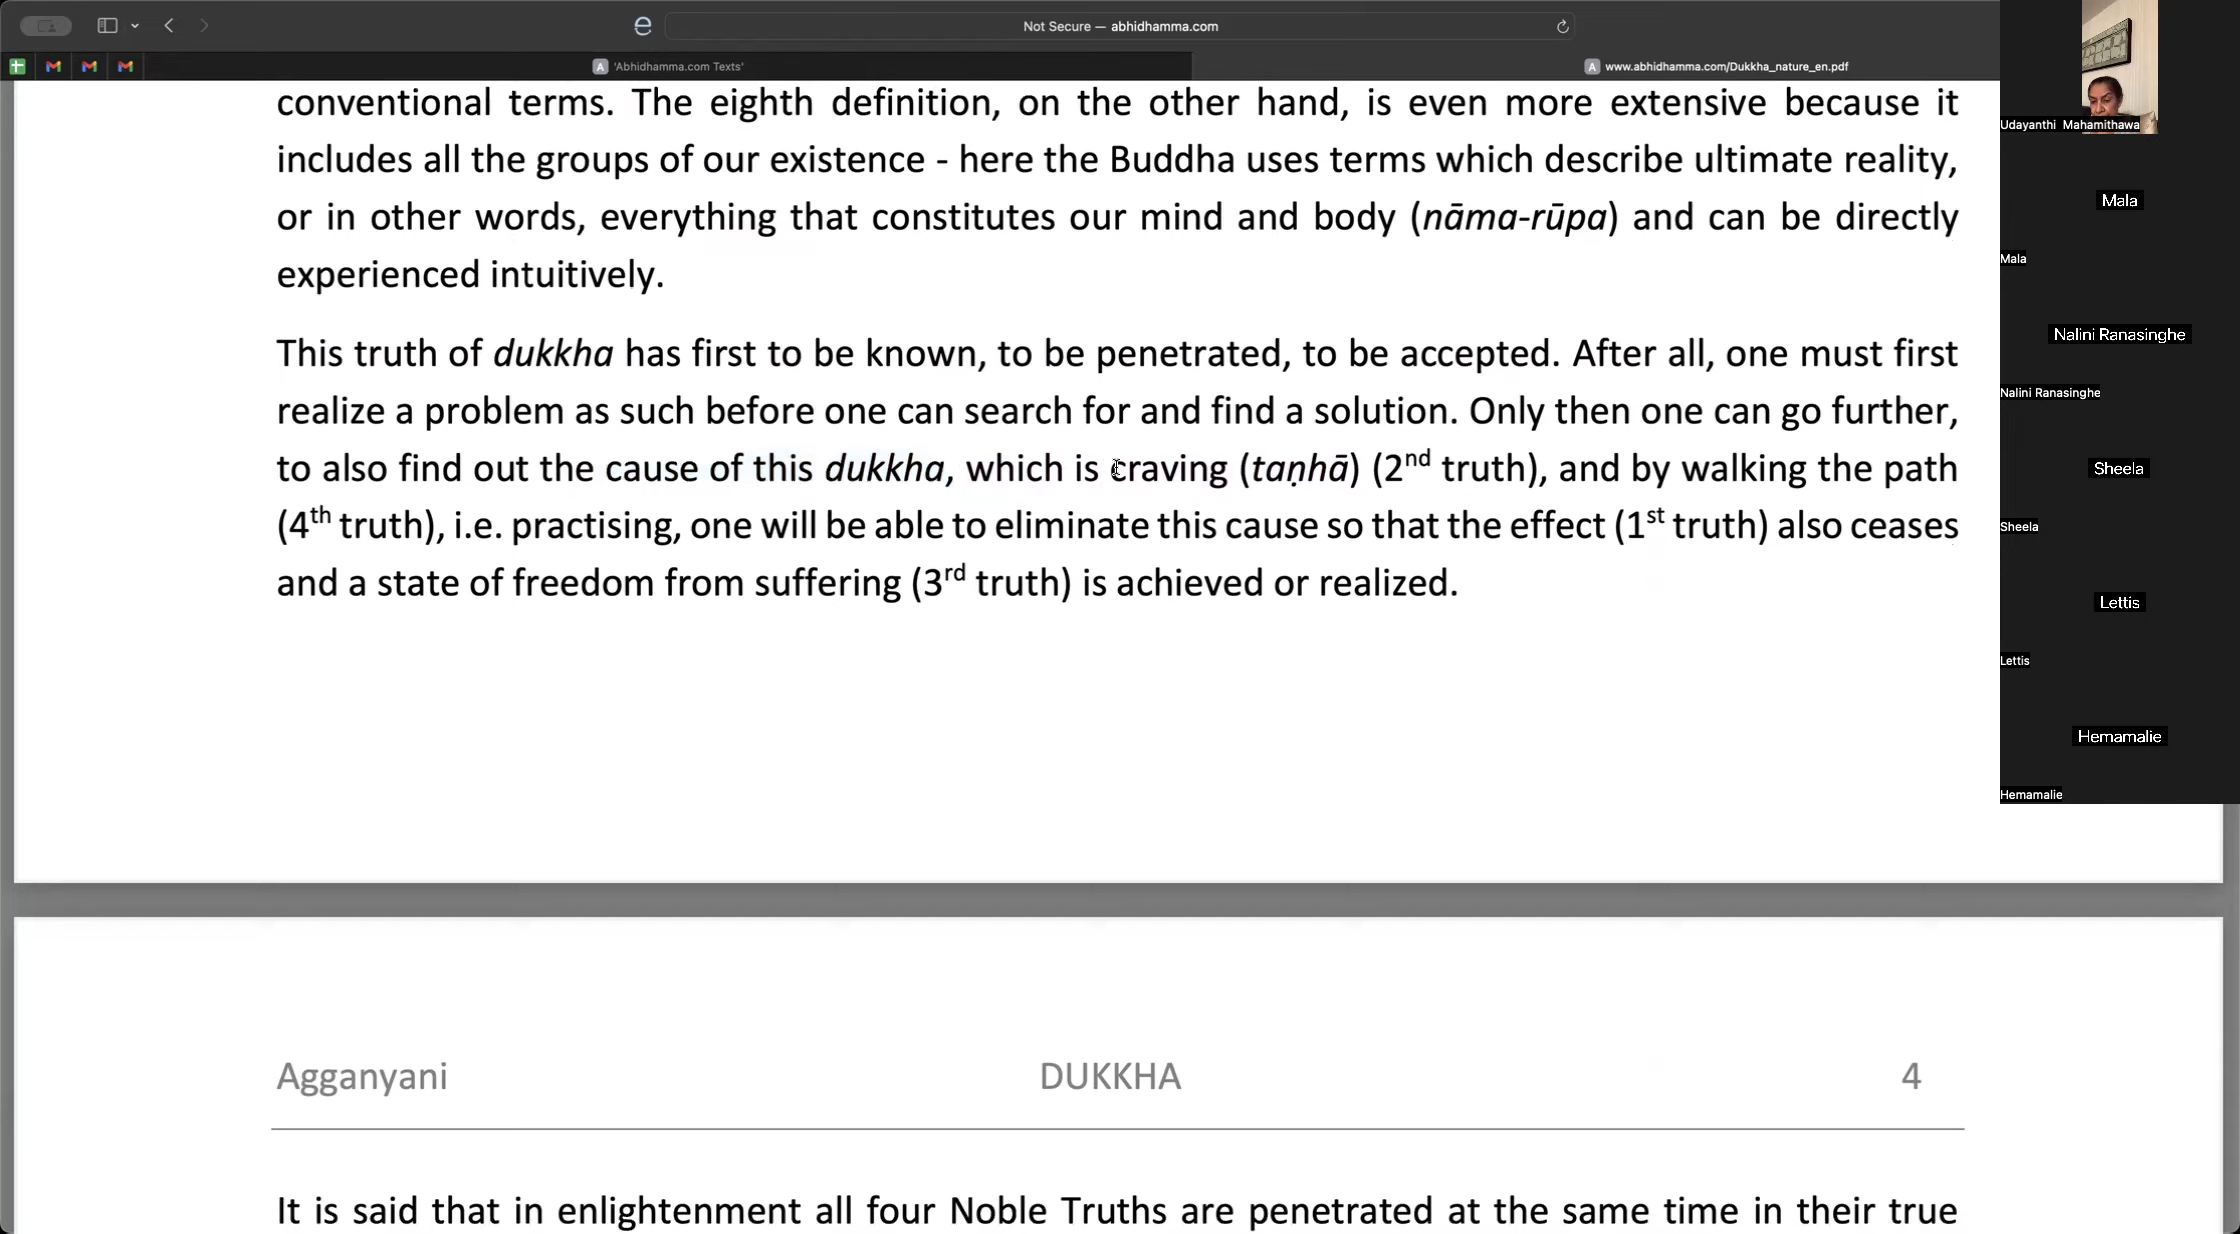 Not Secure — abhidhamma.com
'Abhidhamma.com Texts'
www.abhidhamma.com/Dukkha_nature_en.pdf
conventional terms. The eighth definition, on the other hand, is even more extensive because it
includes all the groups of our existence - here the Buddha uses terms which describe ultimate reality,
or in other words, everything that constitutes our mind and body (nāma-rūpa) and can be directly
experienced intuitively.
This truth of dukkha has first to be known, to be penetrated, to be accepted. After all, one must first
realize a problem as such before one can search for and find a solution. Only then one can go further,
to also find out the cause of this dukkha, which is craving (taṇhā) (2nd truth), and by walking the path
(4th truth), i.e. practising, one will be able to eliminate this cause so that the effect (1st truth) also ceases
and a state of freedom from suffering (3rd truth) is achieved or realized.
Agganyani DUKKHA 4
It is said that in enlightenment all four Noble Truths are penetrated at the same time in their true
Udayanthi Mahamithawa
Mala
Mala
Nalini Ranasinghe
Nalini Ranasinghe
Sheela
Sheela
Lettis
Lettis
Hemamalie
Hemamalie